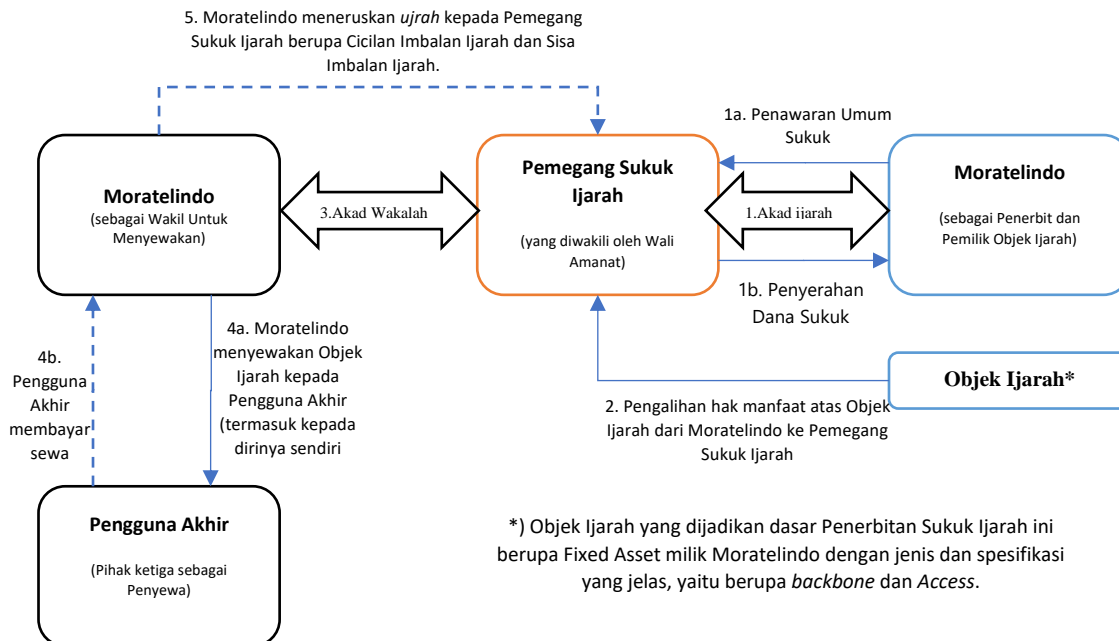 5. Moratelindo meneruskan ujrah kepada Pemegang
Sukuk Ijarah berupa Cicilan Imbalan Ijarah dan Sisa
Imbalan Ijarah.
1a. Penawaran Umum
Sukuk
Moratelindo
(sebagai Wakil Untuk
Menyewakan)
3.Akad Wakalah
Pemegang Sukuk
Ijarah
(yang diwakili oleh Wali
Amanat)
1.Akad ijarah
Moratelindo
(sebagai Penerbit dan
Pemilik Objek Ijarah)
1b. Penyerahan
Dana Sukuk
4b.
Pengguna
Akhir
membayar
sewa
4a. Moratelindo
menyewakan Objek
Ijarah kepada
Pengguna Akhir
(termasuk kepada
dirinya sendiri
Objek Ijarah*
2. Pengalihan hak manfaat atas Objek
Ijarah dari Moratelindo ke Pemegang
Sukuk Ijarah
Pengguna Akhir
(Pihak ketiga sebagai
Penyewa)
*) Objek Ijarah yang dijadikan dasar Penerbitan Sukuk Ijarah ini
berupa Fixed Asset milik Moratelindo dengan jenis dan spesifikasi
yang jelas, yaitu berupa backbone dan Access.